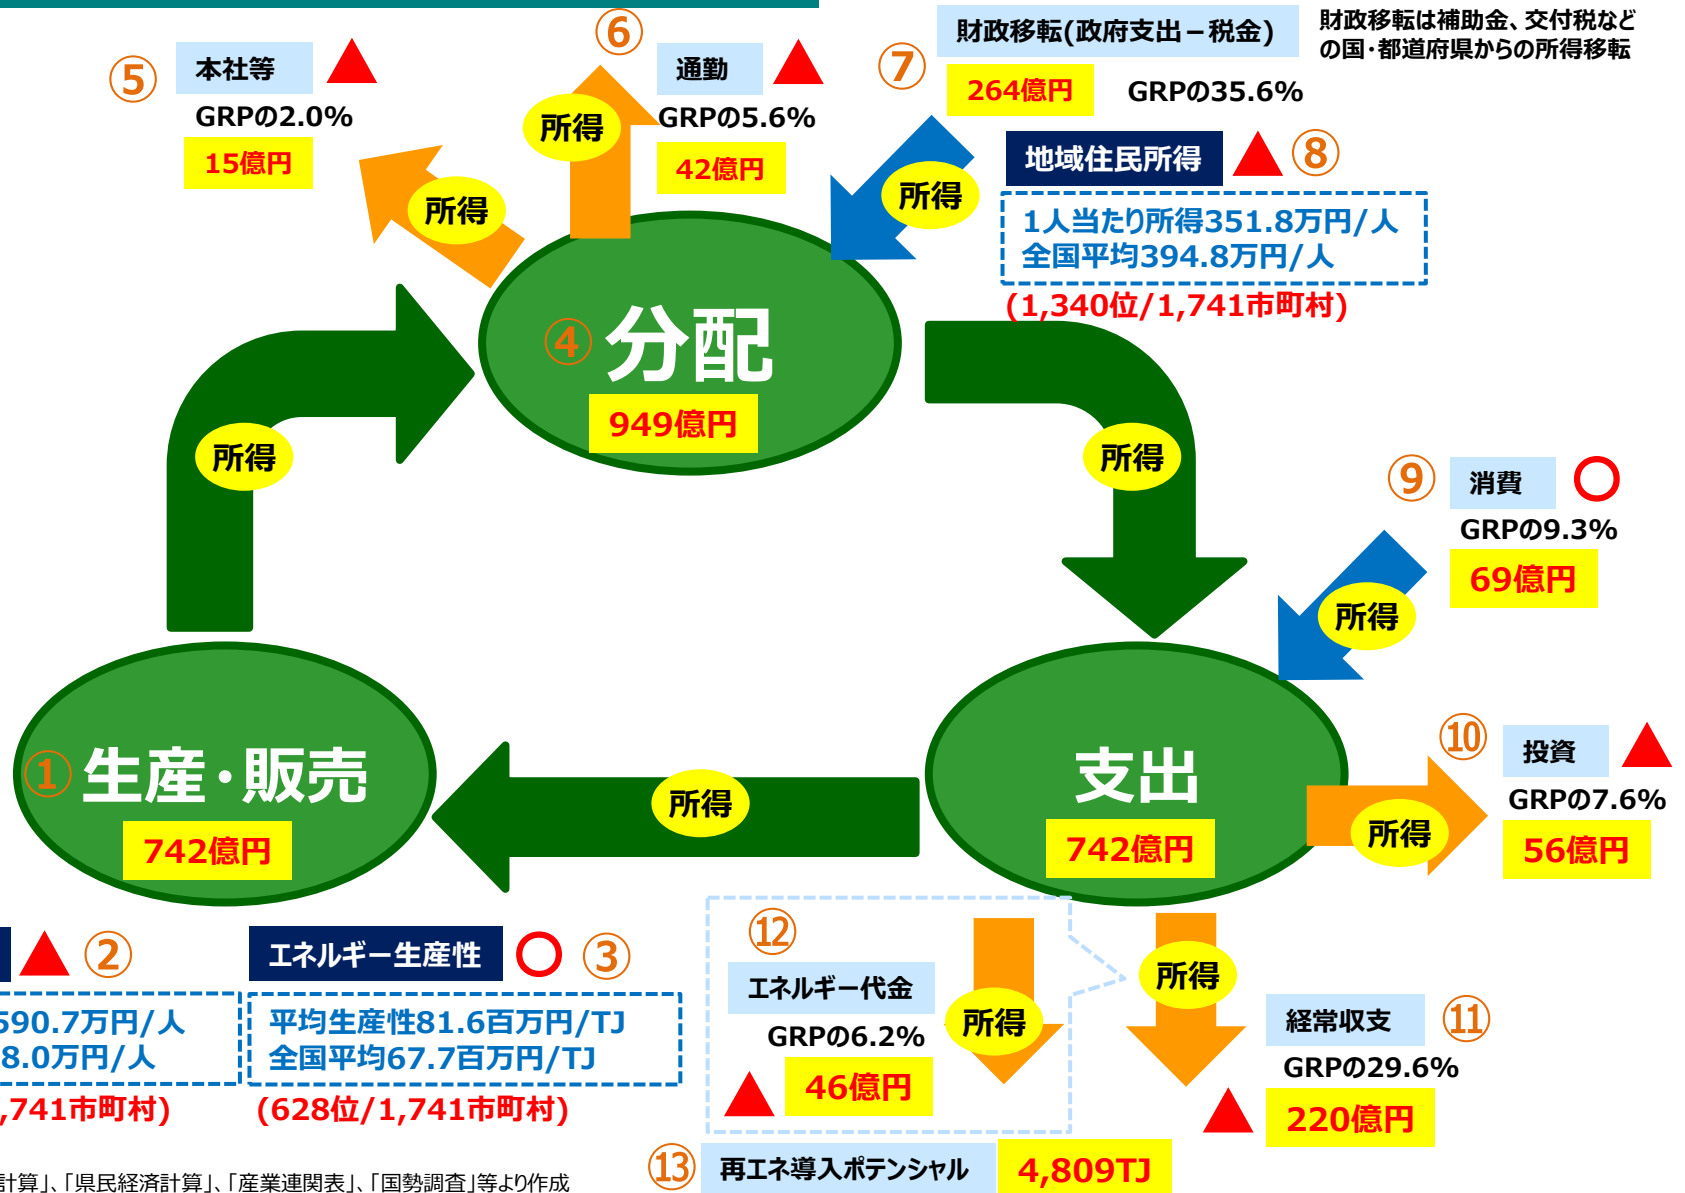 ⑤
本社等
GRPの2.0%
15億円
⑥
通勤
GRPの5.6%
42億円
⑦
財政移転(政府支出－税金)
264億円
GRPの35.6%
財政移転は補助金、交付税など
の国・都道府県からの所得移転
地域住民所得
⑧
1人当たり所得351.8万円/人
全国平均394.8万円/人
(1,340位/1,741市町村)
所得
所得
所得
④
分配
949億円
所得
所得
⑨
消費
GRPの9.3%
69億円
所得
①
生産・販売
742億円
所得
支出
742億円
⑩
投資
GRPの7.6%
56億円
所得
②
590.7万円/人
8.0万円/人
,741市町村)
エネルギー生産性
③
平均生産性81.6百万円/TJ
全国平均67.7百万円/TJ
(628位/1,741市町村)
⑫
エネルギー代金
GRPの6.2%
46億円
所得
所得
経常収支
⑪
GRPの29.6%
220億円
⑬
再エネ導入ポテンシャル
4,809TJ
計算」、「県民経済計算」、「産業連関表」、「国勢調査」等より作成